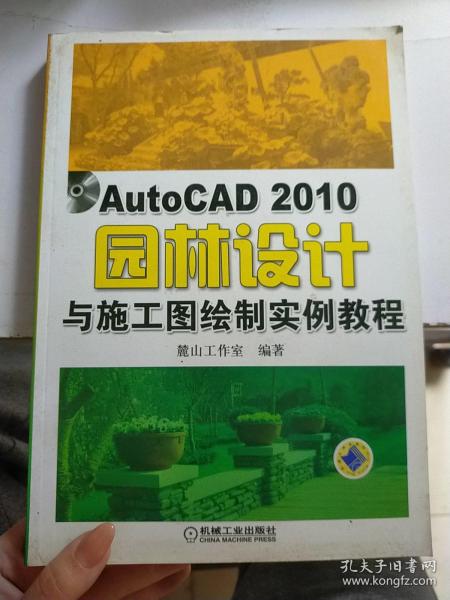 AutoCAD 2010
园林设计
与施工图绘制实例教程
麓山工作室 编著
机械工业出版社
CHINA MACHINE PRESS
孔夫子旧书网
www.kongfz.com